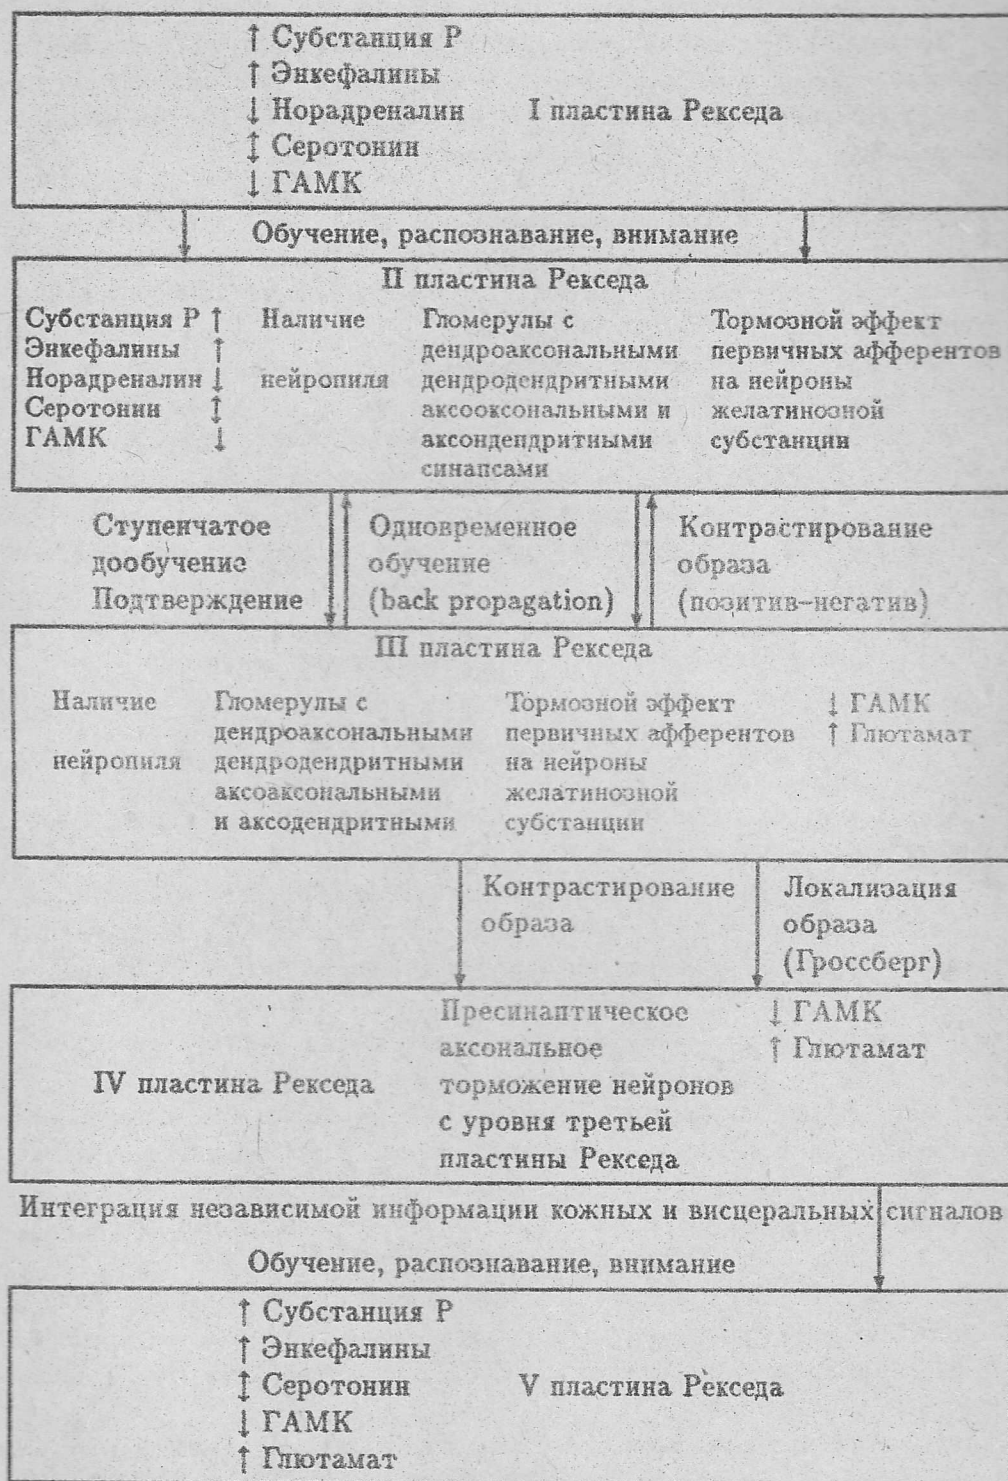 ↑ Субстанция Р
↑ Энкефалины
↓ Норадреналин I пластина Рекседа
↕ Серотонин
↓ ГАМК
Обучение, распознавание, внимание
II пластина Рекседа
Субстанция Р ↑ Наличие Гломерулы с Тормозной эффект
Энкефалины ↑ дендроаксональными первичных афферентов
Норадреналин ↓ нейропиля дендродендритными на нейроны
Серотонин ↕ аксооксональными и желатинозной
ГАМК ↓ аксондендритными субстанции
синапсами
Ступенчатое Одновременное Контрастирование
дообучение обучение образа
Подтверждение (back propagation) (позитив–негатив)
III пластина Рекседа
Наличие Гломерулы с Тормозной эффект ↓ ГАМК
дендроаксональными первичных афферентов ↑ Глютамат
нейропиля дендродендритными на нейроны
аксоаксональными желатинозной
и аксодендритными субстанции
Контрастирование Локализация
образа образа
(Гроссберг)
Пресинаптическое ↓ ГАМК
аксональное ↑ Глютамат
IV пластина Рекседа торможение нейронов
с уровня третьей
пластины Рекседа
Интеграция независимой информации кожных и висцеральных сигналов
Обучение, распознавание, внимание
↑ Субстанция Р
↑ Энкефалины
↕ Серотонин V пластина Рекседа
↓ ГАМК
↑ Глютамат